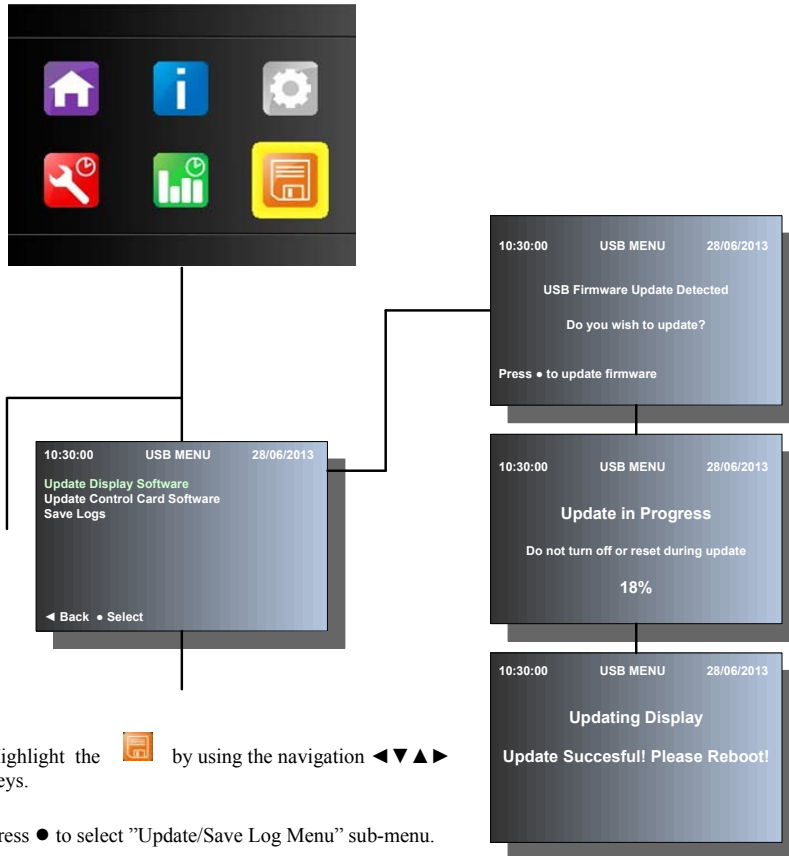 10:30:00 USB MENU 28/06/2013
USB Firmware Update Detected
Do you wish to update?
Press ● to update firmware
10:30:00 USB MENU 28/06/2013
Update Display Software
Update Control Card Software
Save Logs
◄ Back ● Select
10:30:00 USB MENU 28/06/2013
Update in Progress
Do not turn off or reset during update
18%
10:30:00 USB MENU 28/06/2013
Updating Display
Update Succesful! Please Reboot!
ighlight the by using the navigation ◄▼▲►
eys.
ress ● to select ”Update/Save Log Menu” sub-menu.